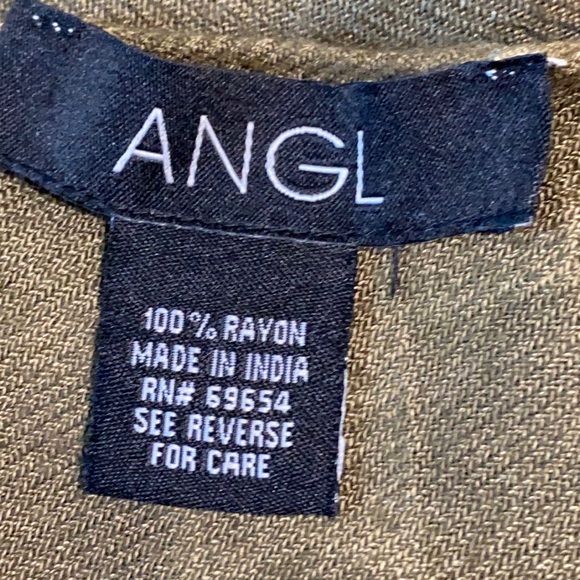 ANGL
100% RAYON
MADE IN INDIA
RN# 69654
SEE REVERSE
FOR CARE